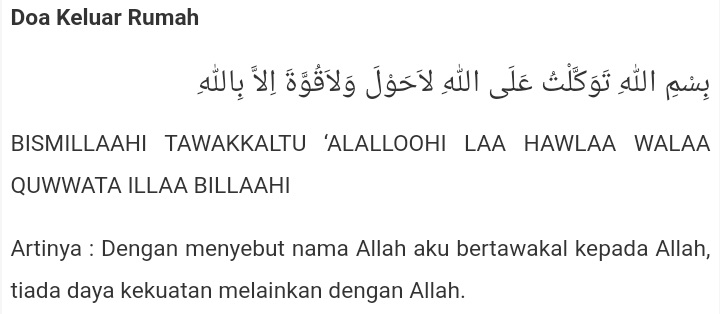 Doa Keluar Rumah
بِسْمِ اللهِ تَوَكَّلْتُ عَلَى اللهِ لاَحَوْلَ وَلاَقُوَّةَ اِلاَّ بِاللهِ
BISMILLAAHI TAWAKKALTU ‘ALALLOOHI LAA HAWLAA WALAA
QUWWATA ILLAA BILLAAHI
Artinya : Dengan menyebut nama Allah aku bertawakal kepada Allah,
tiada daya kekuatan melainkan dengan Allah.